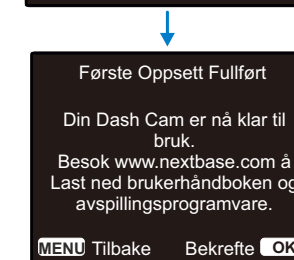 Første Oppsett Fullført
Din Dash Cam er nå klar til
bruk.
Besok www.nextbase.com å
Last ned brukerhåndboken og
avspillingsprogramvare.
MENU Tilbake Bekrefte OK